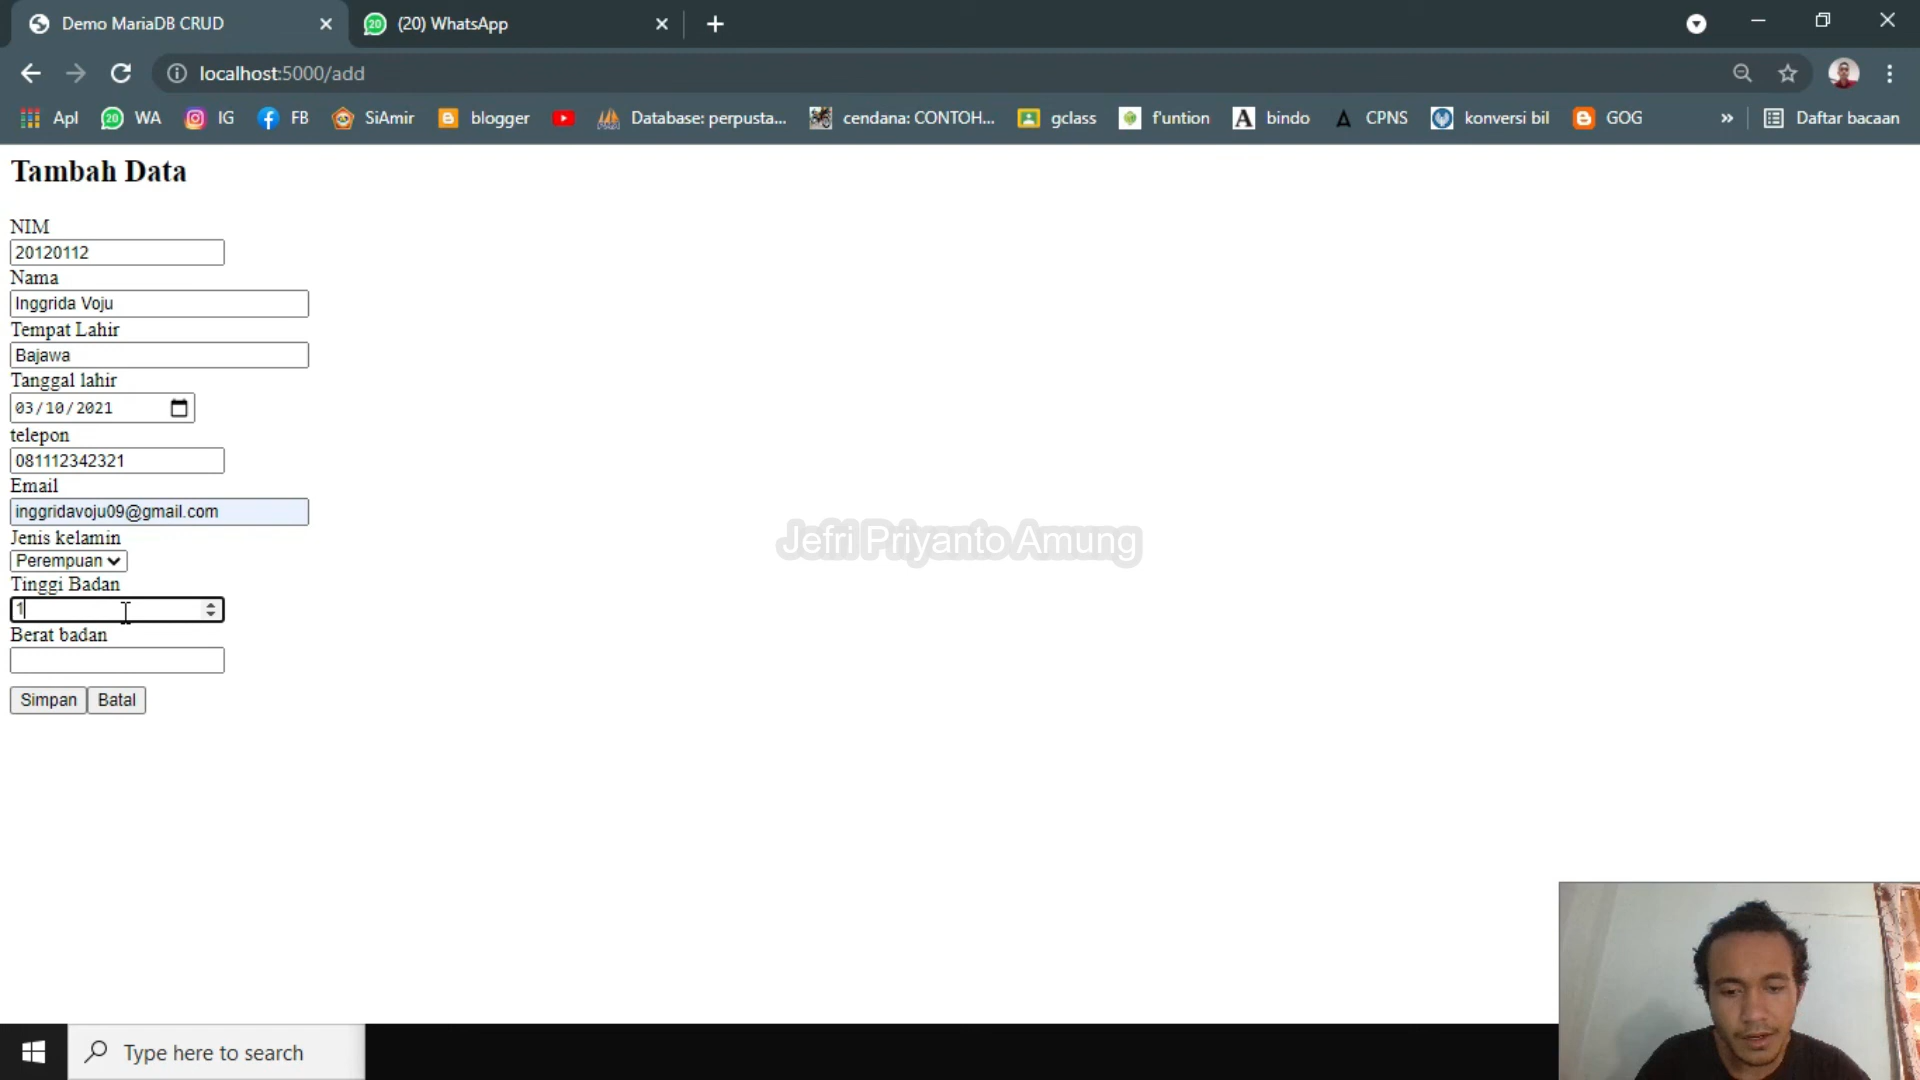 Demo MariaDB CRUD
20 (20) WhatsApp
localhost:5000/add
Apl 20 WA IG FB SiAmir blogger Database: perpusta... cendana: CONTOH... gclass f'untion A bindo CPNS konversi bil GOG » Daftar bacaan
Tambah Data
NIM
20120112
Nama
Inggrida Voju
Tempat Lahir
Bajawa
Tanggal lahir
03/10/2021
telepon
081112342321
Email
inggridavoju09@gmail.com
Jenis kelamin
Perempuan
Tinggi Badan
1
Berat badan
Simpan Batal
Jefri Priyanto Amung
Type here to search